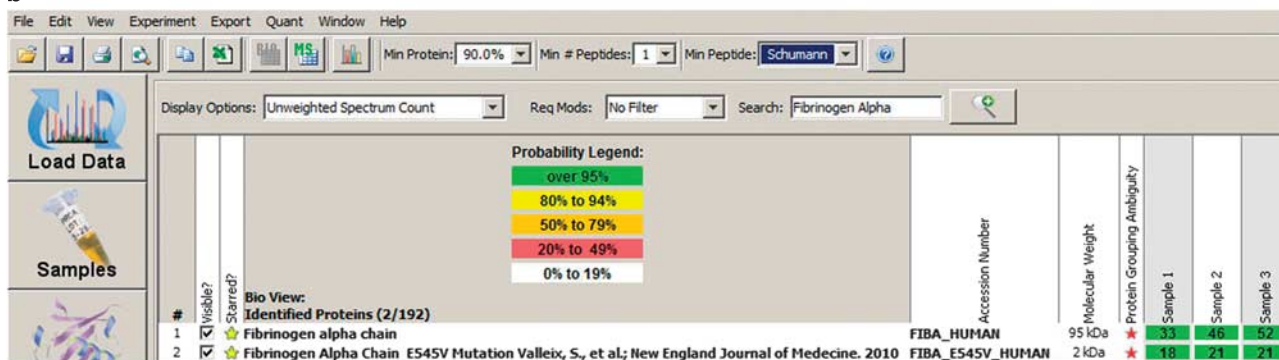 File Edit View Experiment Export Quant Window Help
Min Protein: 90.0% Min # Peptides: 1 Min Peptide: Schumann
Display Options: Unweighted Spectrum Count Req Mods: No Filter Search: Fibrinogen Alpha
Load Data
Samples
Probability Legend:
over 95%
80% to 94%
50% to 79%
20% to 49%
0% to 19%
#
Visible?
Starred?
Bio View:
Identified Proteins (2/192)
Accession Number
Molecular Weight
Protein Grouping Ambiguity
Sample 1
Sample 2
Sample 3
1 Fibrinogen alpha chain FIBA_HUMAN 95 kDa 33 46 52
2 Fibrinogen Alpha Chain E545V Mutation Valleix, S., et al.; New England Journal of Medecine. 2010 FIBA_E545V_HUMAN 2 kDa 18 21 21